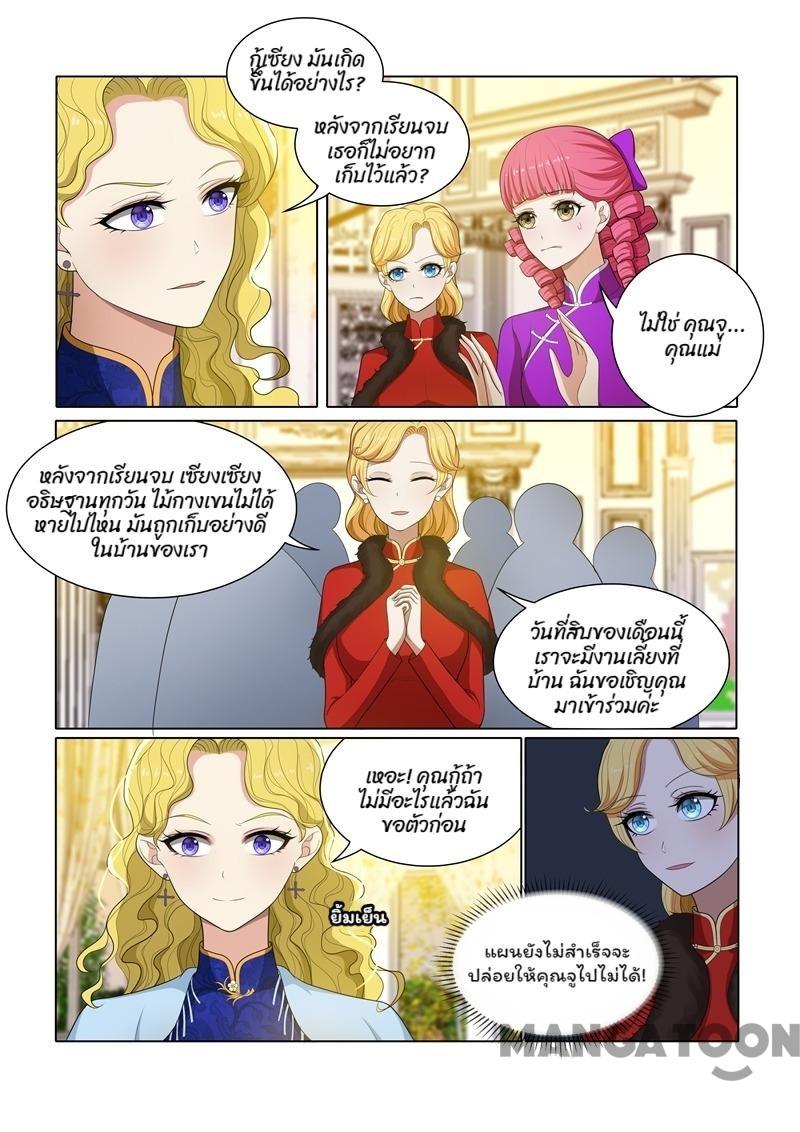 กู้เซียง มันเกิด
ขึ้นได้อย่างไร?
หลังจากเรียนจบ
เธอก็ไม่อยาก
เก็บไว้แล้ว?
ไม่ใช่ คุณจู...
คุณแม่
หลังจากเรียนจบ เซียงเซียง
อธิษฐานทุกวัน ไม้กางเขนไม่ได้
หายไปไหน มันถูกเก็บอย่างดี
ในบ้านของเรา
วันที่สิบของเดือนนี้
เราจะมีงานเลี้ยงที่
บ้าน ฉันขอเชิญคุณ
มาเข้าร่วมค่ะ
เหอะ! คุณกู้ถ้า
ไม่มีอะไรแล้วฉัน
ขอตัวก่อน
ยิ้มเย็น
แผนยังไม่สำเร็จจะ
ปล่อยให้คุณจูไปไม่ได้!
MANGATOON